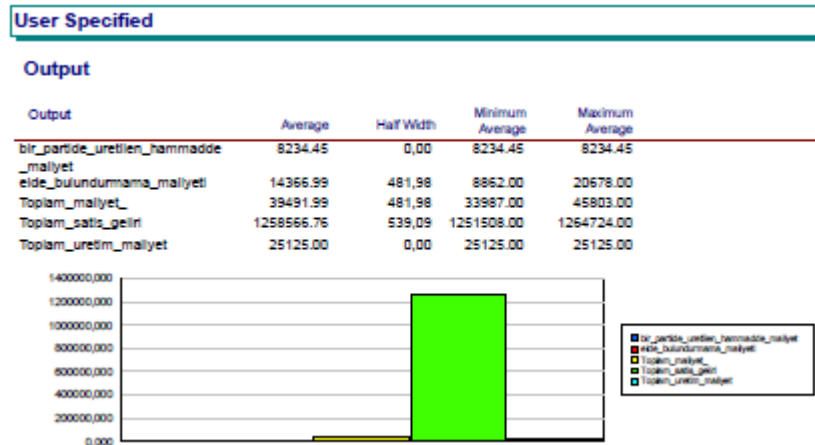 User Specified
Output
Output Average Half Width Minimum Average Maximum Average
bir_partide_uretilen_hammadde_maliyet 8234.45 0,00 8234.45 8234.45
elde_bulundurmama_maliyeti 14366.99 481,98 8862.00 20678.00
Toplam_maliyet_ 39491.99 481,98 33987.00 45803.00
Toplam_satis_geliri 1258566.76 539,09 1251508.00 1264724.00
Toplam_uretim_maliyet 25125.00 0,00 25125.00 25125.00
1400000,000
1200000,000
1000000,000
800000,000
600000,000
400000,000
200000,000
0,000
bir_partide_uretilen_hammadde_maliyet
elde_bulundurmama_maliyeti
Toplam_maliyet_
Toplam_satis_geliri
Toplam_uretim_maliyet